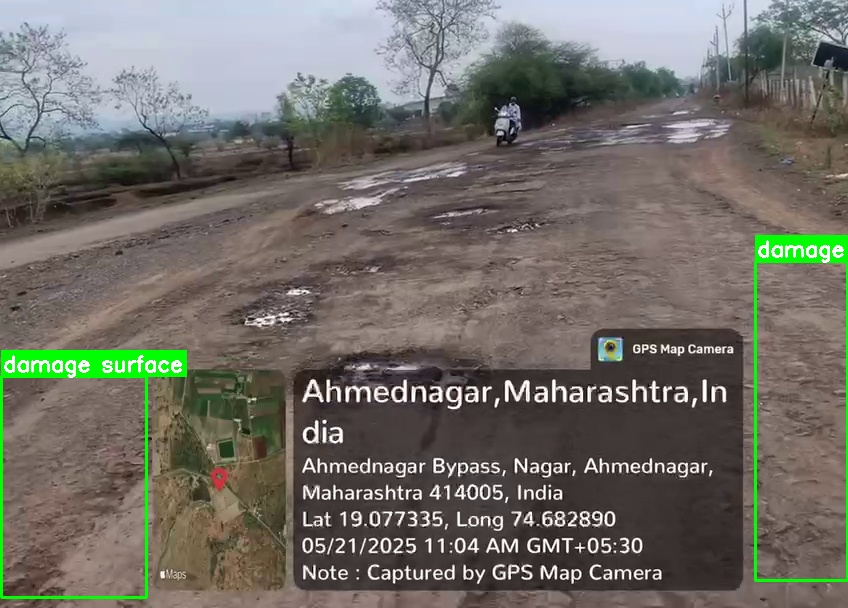 damage
damage surface
GPS Map Camera
Ahmednagar,Maharashtra,In
dia
Ahmednagar Bypass, Nagar, Ahmednagar,
Maharashtra 414005, India
Lat 19.077335, Long 74.682890
05/21/2025 11:04 AM GMT+05:30
Note : Captured by GPS Map Camera
Maps